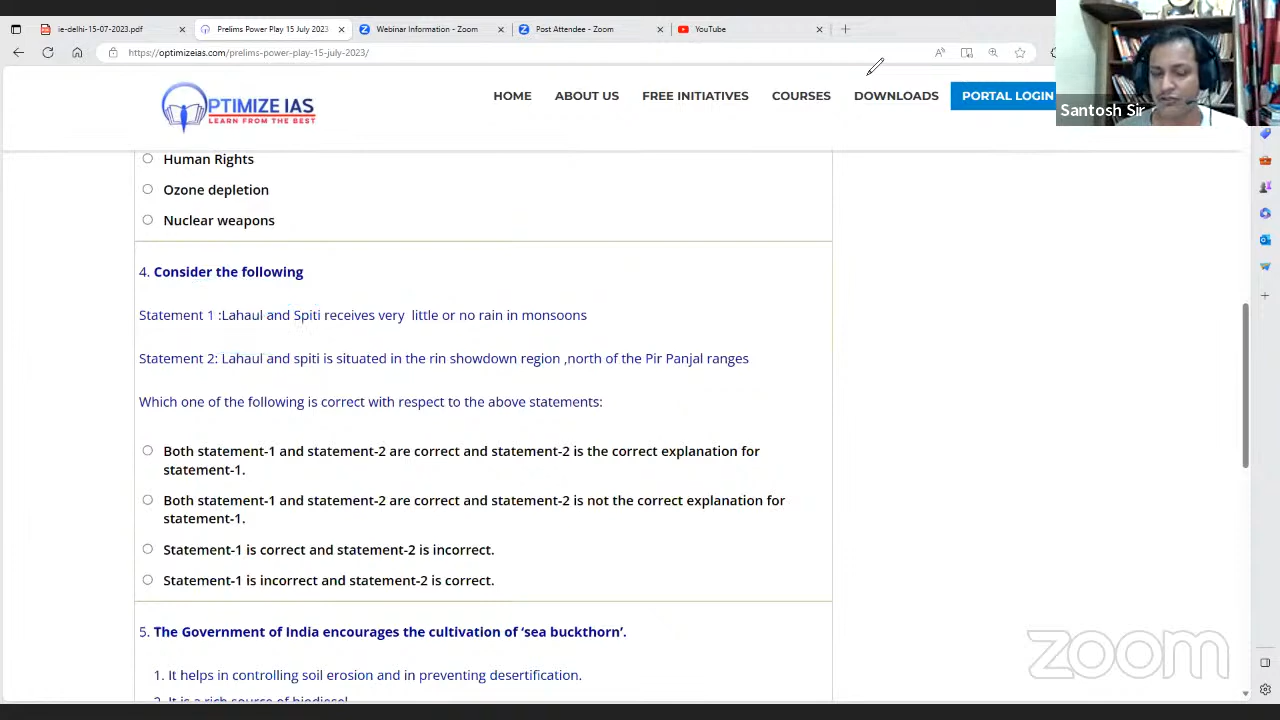 ie-delhi-15-07-2023.pdf
Prelims Power Play 15 July 2023
Webinar Information - Zoom
Post Attendee - Zoom
YouTube
https://optimizeias.com/prelims-power-play-15-july-2023/
OPTIMIZE IAS
LEARN FROM THE BEST
HOME
ABOUT US
FREE INITIATIVES
COURSES
DOWNLOADS
PORTAL LOGIN
Santosh Sir
Human Rights
Ozone depletion
Nuclear weapons
4. Consider the following
Statement 1 :Lahaul and Spiti receives very little or no rain in monsoons
Statement 2: Lahaul and spiti is situated in the rin showdown region ,north of the Pir Panjal ranges
Which one of the following is correct with respect to the above statements:
Both statement-1 and statement-2 are correct and statement-2 is the correct explanation for
statement-1.
Both statement-1 and statement-2 are correct and statement-2 is not the correct explanation for
statement-1.
Statement-1 is correct and statement-2 is incorrect.
Statement-1 is incorrect and statement-2 is correct.
5. The Government of India encourages the cultivation of ‘sea buckthorn’.
1. It helps in controlling soil erosion and in preventing desertification.
2. It is a rich source of biodiesel
zoom